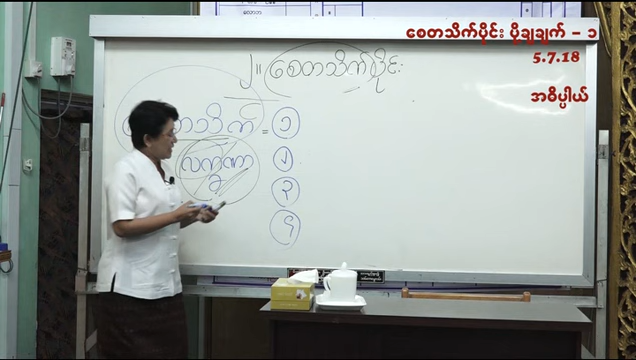 စေတသိက်ပိုင်း ပို့ချချက် - ၁
5.7.18
အဓိပ္ပါယ်
၂။ စေတသိက်ပိုင်း
စေတသိက် = ၁
လက္ခဏာ ၂
၃
၄